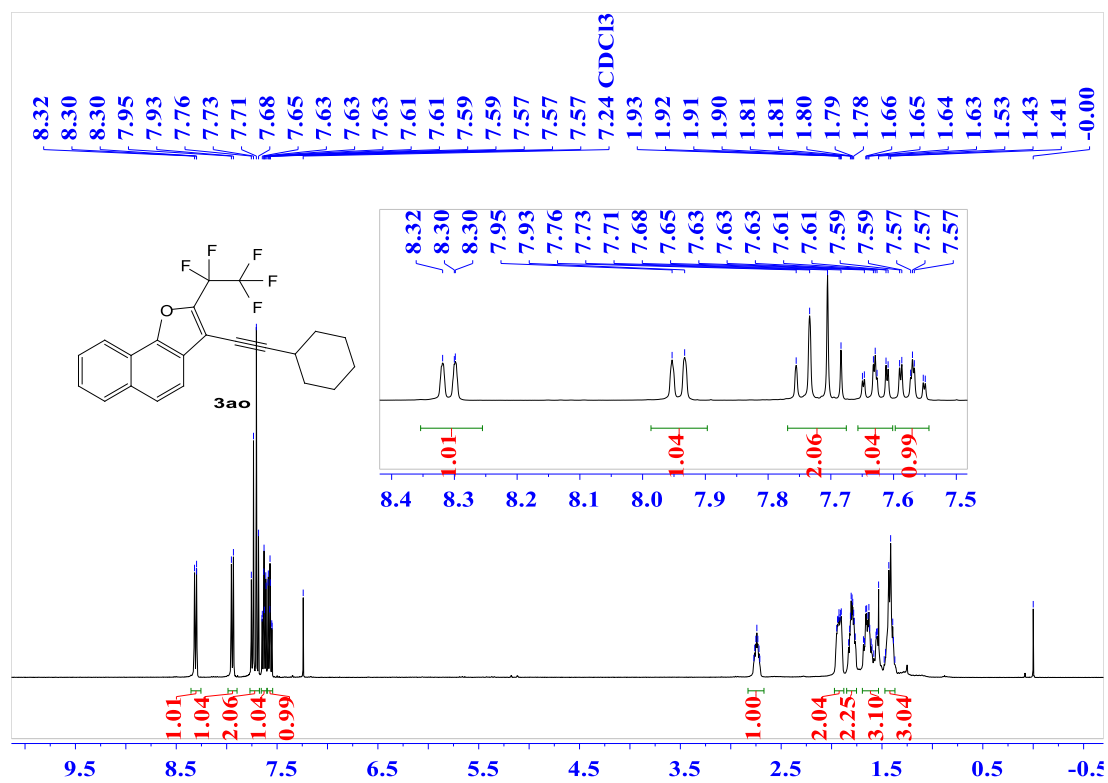 8.32 8.30 8.30 7.95 7.93 7.76 7.73 7.71 7.68 7.65 7.63 7.63 7.63 7.61 7.61 7.59 7.59 7.57 7.57 7.57 7.24 CDCl3 1.93 1.92 1.91 1.90 1.81 1.81 1.80 1.79 1.78 1.66 1.65 1.64 1.63 1.53 1.43 1.41 -0.00
8.32 8.30 8.30 7.95 7.93 7.76 7.73 7.71 7.68 7.65 7.63 7.63 7.63 7.61 7.61 7.59 7.59 7.57 7.57 7.57
F F F
F
F
O
3ao
1.01 1.04 2.06 1.04 0.99
8.4 8.3 8.2 8.1 8.0 7.9 7.8 7.7 7.6 7.5
1.01 1.04 2.06 1.04 0.99 1.00 2.04 2.25 3.10 3.04
9.5 8.5 7.5 6.5 5.5 4.5 3.5 2.5 1.5 0.5 -0.5